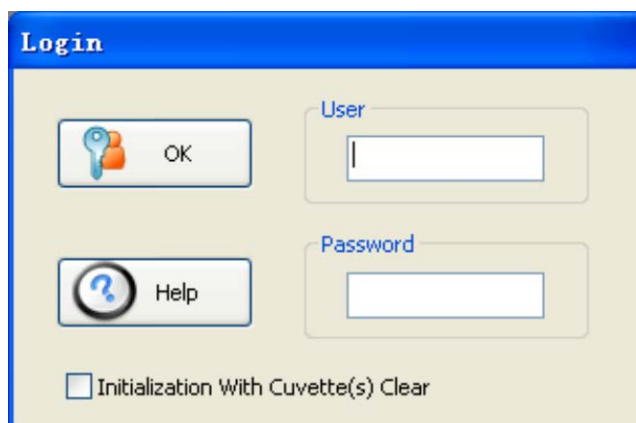 Login
User
OK
Password
Help
Initialization With Cuvette(s) Clear